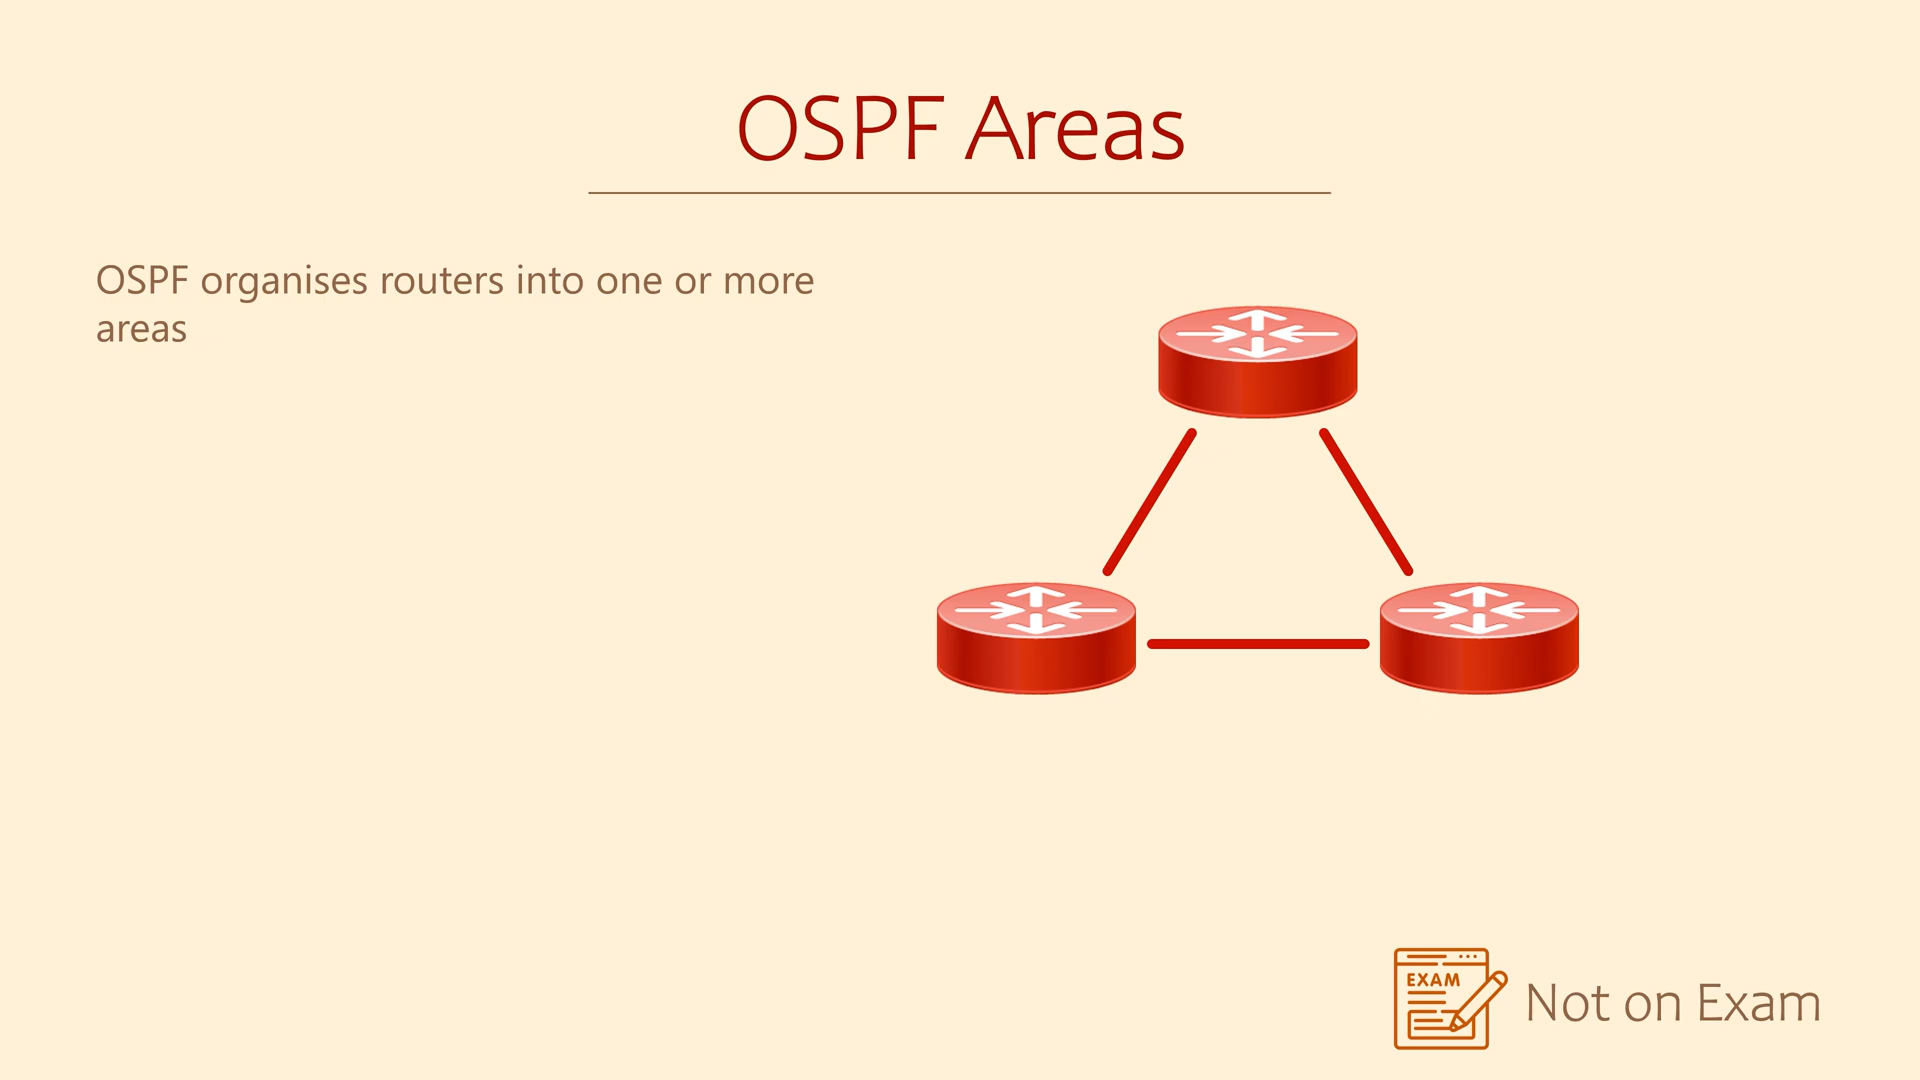 OSPF Areas
OSPF organises routers into one or more
areas
EXAM
Not on Exam